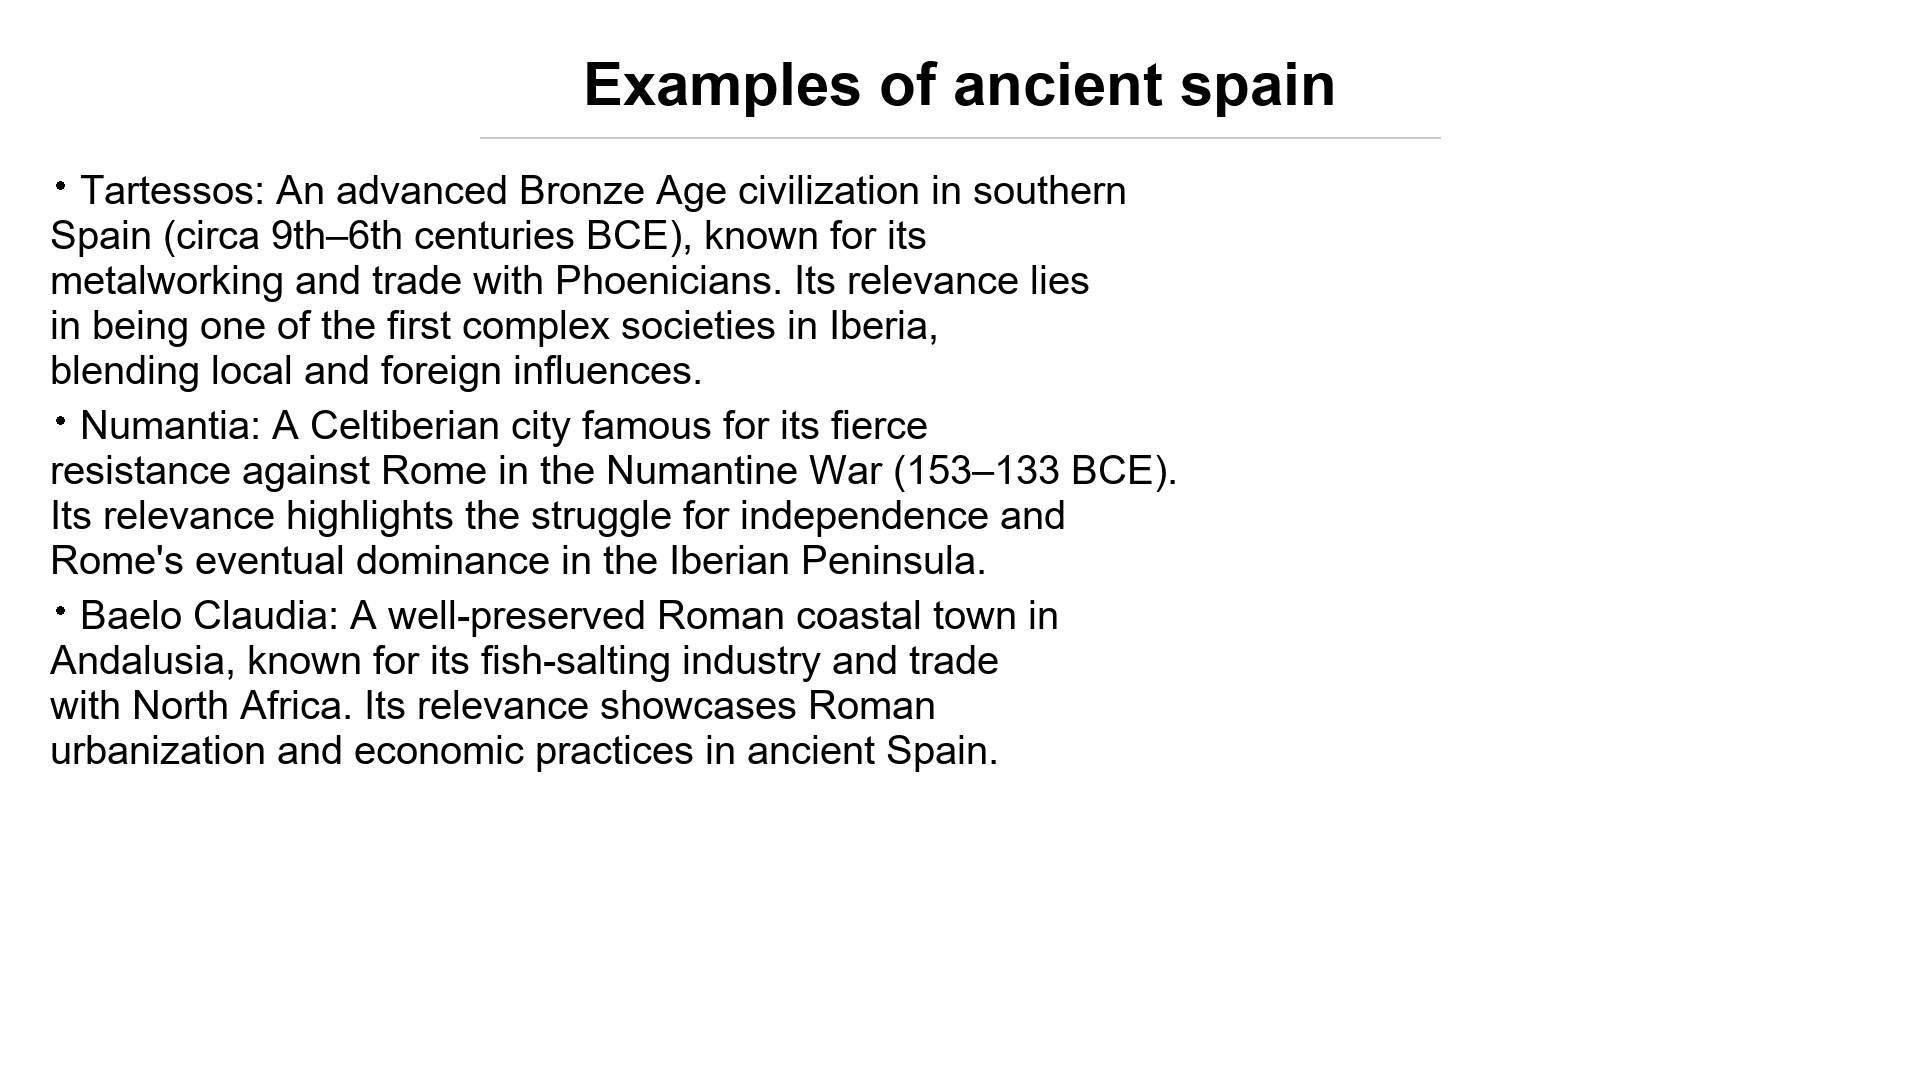 Examples of ancient spain
• Tartessos: An advanced Bronze Age civilization in southern
Spain (circa 9th–6th centuries BCE), known for its
metalworking and trade with Phoenicians. Its relevance lies
in being one of the first complex societies in Iberia,
blending local and foreign influences.
• Numantia: A Celtiberian city famous for its fierce
resistance against Rome in the Numantine War (153–133 BCE).
Its relevance highlights the struggle for independence and
Rome's eventual dominance in the Iberian Peninsula.
• Baelo Claudia: A well-preserved Roman coastal town in
Andalusia, known for its fish-salting industry and trade
with North Africa. Its relevance showcases Roman
urbanization and economic practices in ancient Spain.